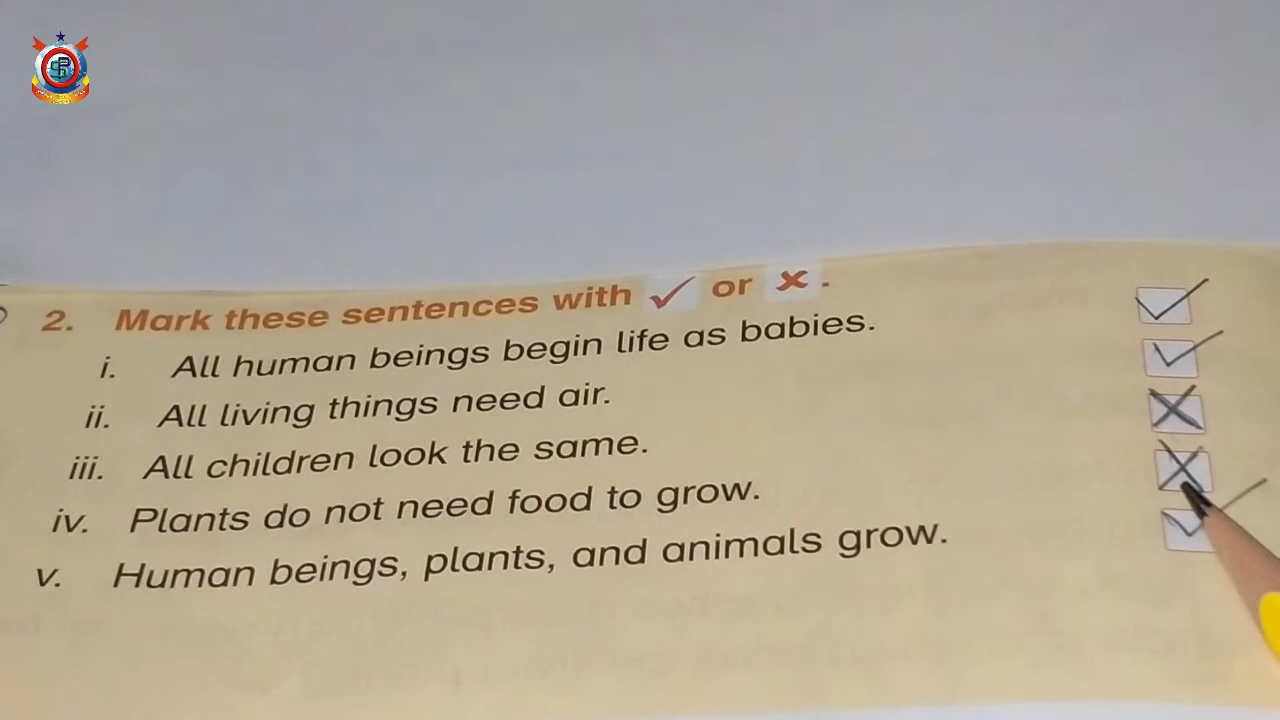 2. Mark these sentences with ✓ or ✗.
i. All human beings begin life as babies.
ii. All living things need air.
iii. All children look the same.
iv. Plants do not need food to grow.
v. Human beings, plants, and animals grow.